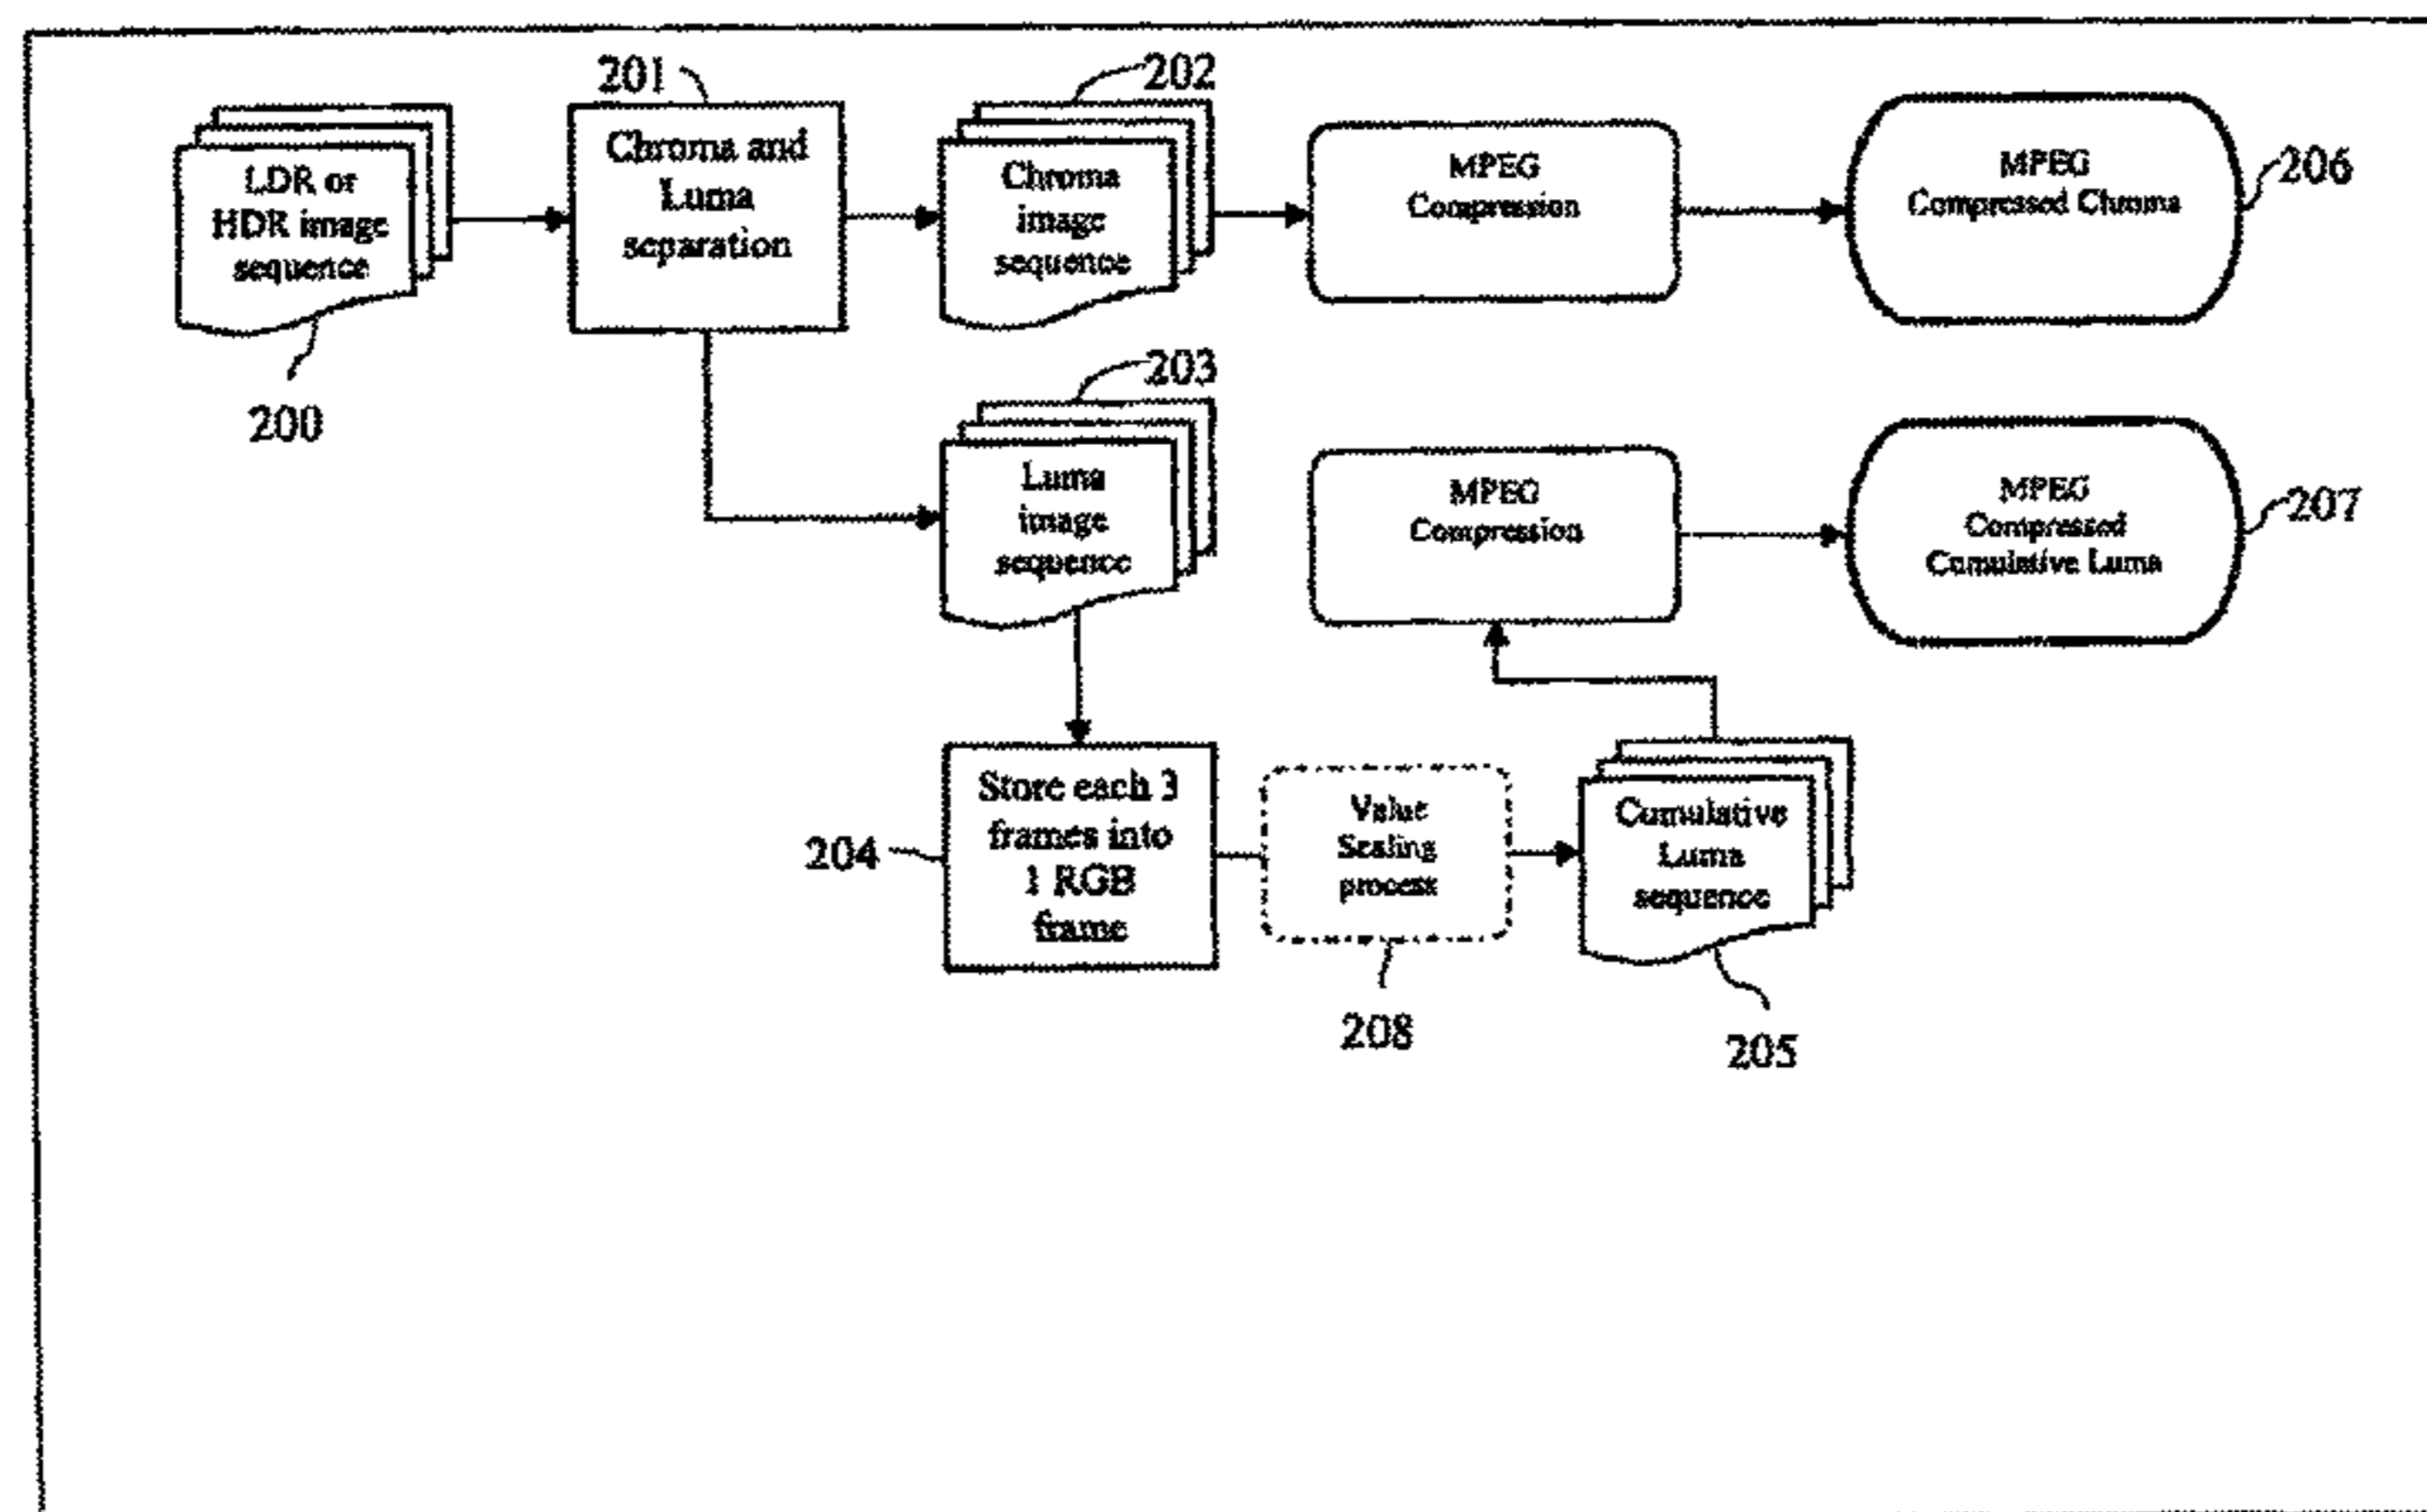 201
202
LDR or
HDR image
sequence
Chroma and
Luma
separation
Chroma
image
sequence
MPEG
Compression
MPEG
Compressed Chroma
206
200
203
Luma
image
sequence
MPEG
Compression
MPEG
Compressed
Cumulative Luma
207
204
Store each 3
frames into
1 RGB
frame
Value
Scaling
process
Cumulative
Luma
sequence
208
205